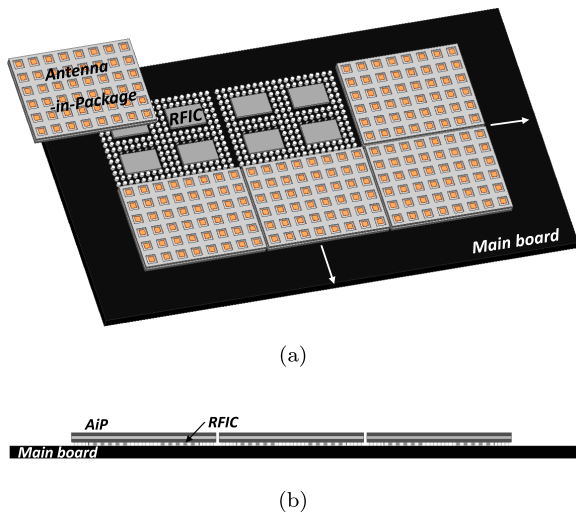 Antenna
-in-Package
RFIC
Main board
(a)
AiP
RFIC
Main board
(b)